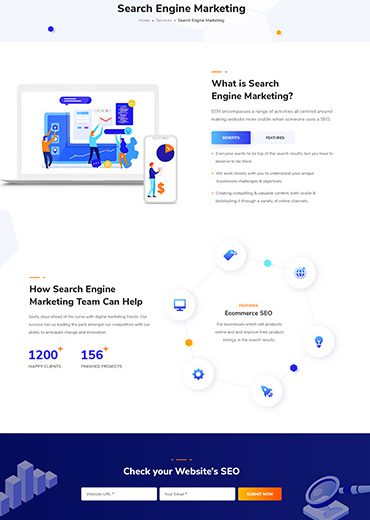 Search Engine Marketing
Home • Services • Search Engine Marketing
What is Search
Engine Marketing?
SEM encompasses a range of activities all centred around
making website more visible when someone uses a SEO.
BENEFITS
FEATURES
Everyone wants to be top of the search results, but you have to
deserve to be there.
We work closely with you to understand your unique
businesses challenges & objectives.
Creating compelling & valuable content, both onsite &
distributing it through a variety of online channels.
How Search Engine
Marketing Team Can Help
Seofy stays ahead of the curve with digital marketing trends. Our
success has us leading the pack amongst our competitors with our
ability to anticipate change and innovation.
1200+
156+
HAPPY CLIENTS
FINISHED PROJECTS
FEATURES
Ecommerce SEO
For businesses which sell products
online and improve their product
listings in the search results.
Check your Website's SEO
Website URL *
Your Email *
SUBMIT NOW